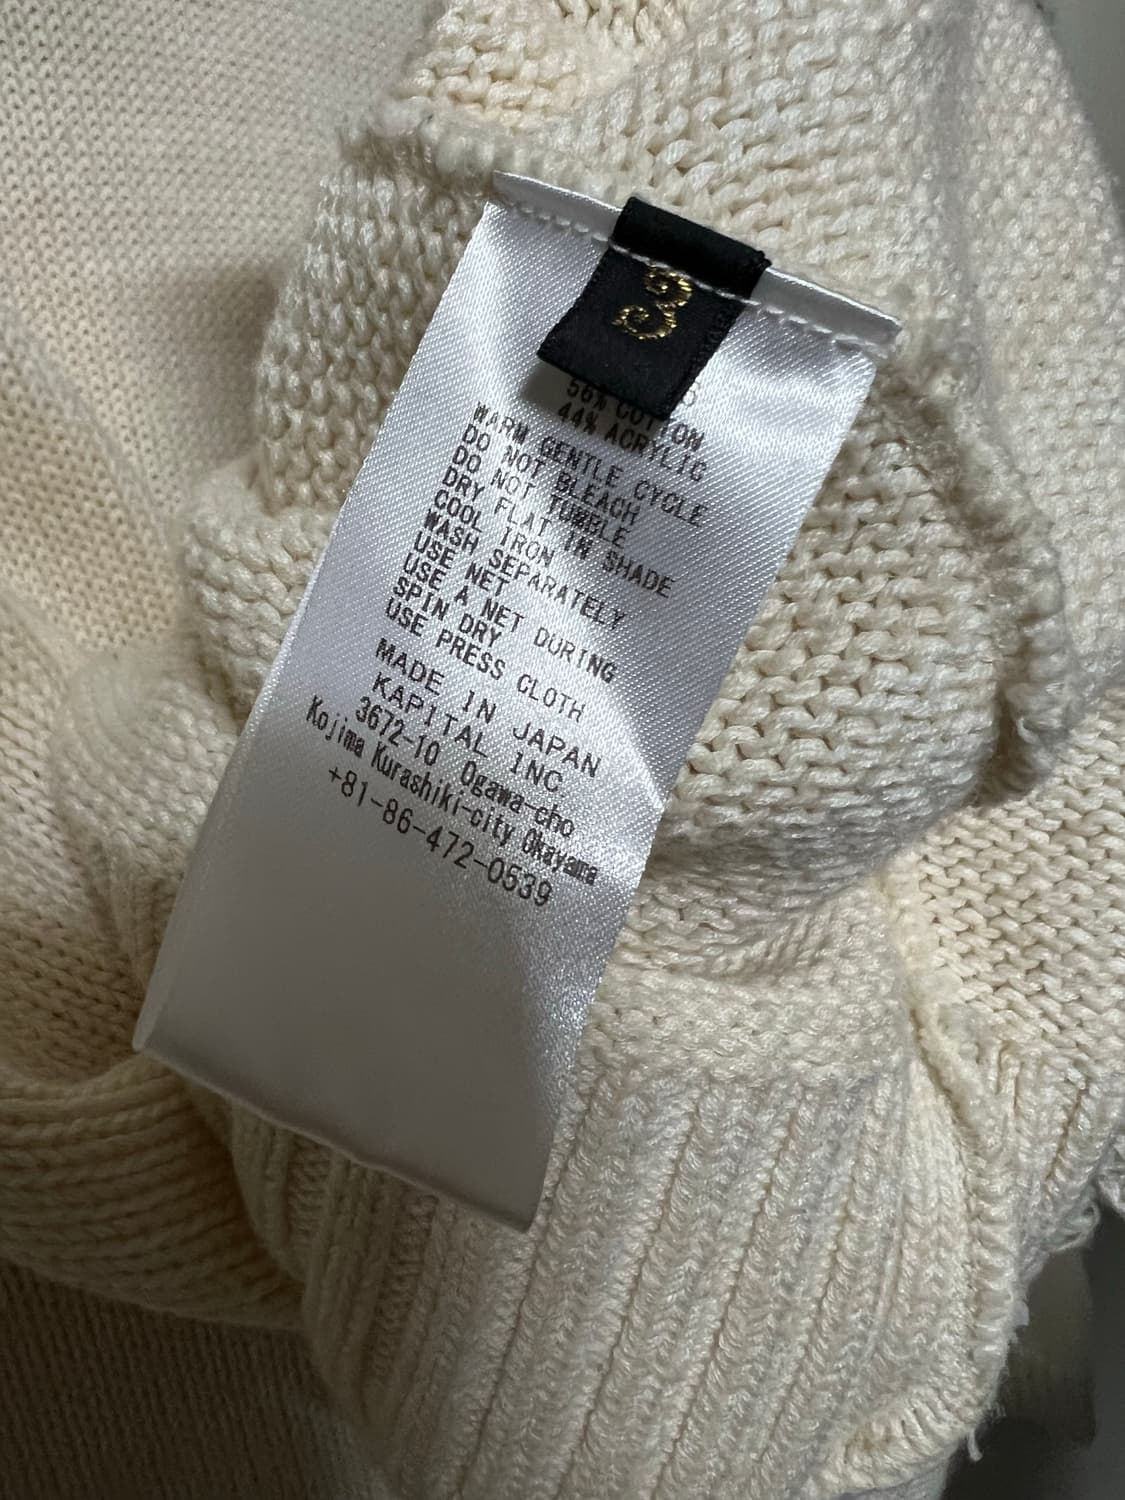 3
56% COTTON
44% ACRYLIC
WARM GENTLE CYCLE
DO NOT BLEACH
DO NOT TUMBLE
DRY FLAT IN SHADE
COOL IRON
WASH SEPARATELY
USE NET
USE A NET DURING
SPIN DRY
USE PRESS CLOTH
MADE IN JAPAN
KAPITAL INC.
3672-10 Ogawa-cho
Kojima Kurashiki-city Okayama
+81-86-472-0539